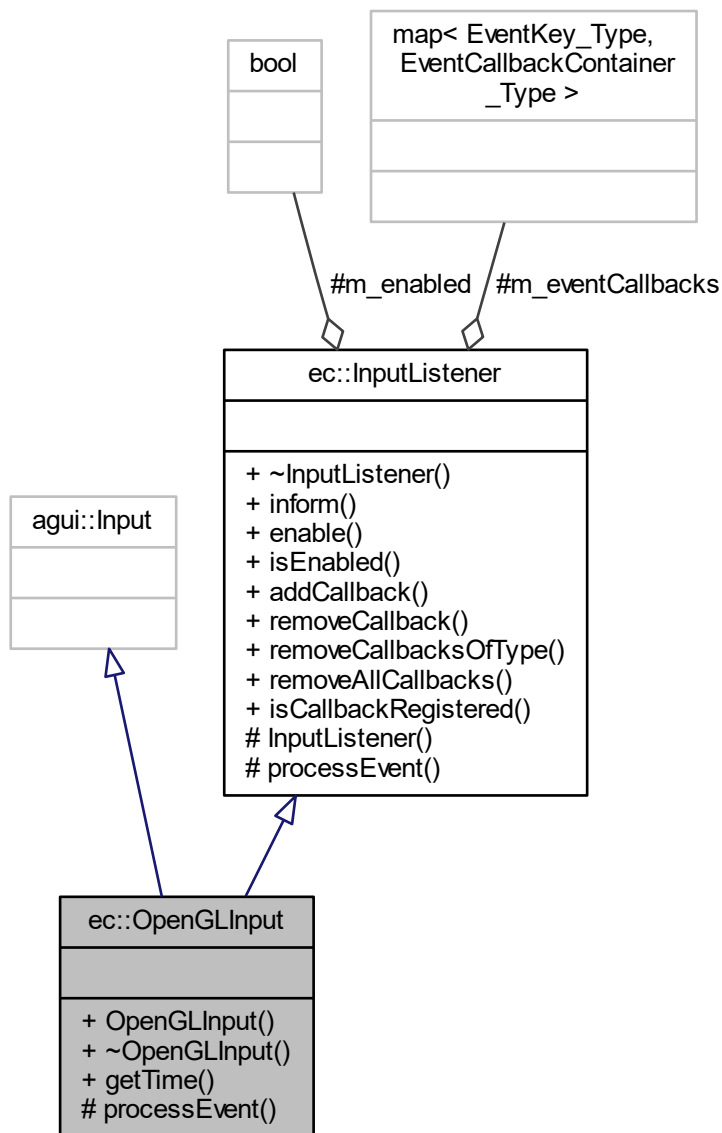 bool
map< EventKey_Type,
EventCallbackContainer
_Type >
#m_enabled
#m_eventCallbacks
ec::InputListener
+ ~InputListener()
+ inform()
+ enable()
+ isEnabled()
+ addCallback()
+ removeCallback()
+ removeCallbacksOfType()
+ removeAllCallbacks()
+ isCallbackRegistered()
# InputListener()
# processEvent()
agui::Input
ec::OpenGLInput
+ OpenGLInput()
+ ~OpenGLInput()
+ getTime()
# processEvent()